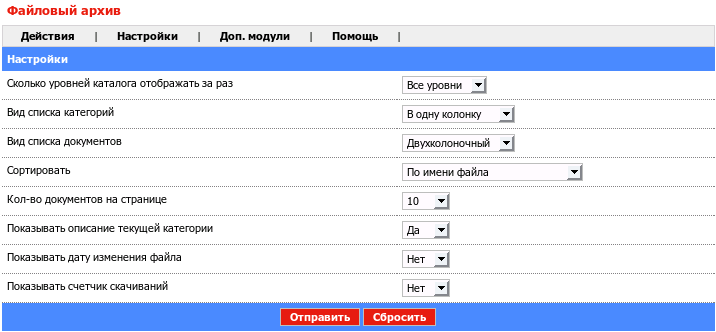 Файловый архив
Действия | Настройки | Доп. модули | Помощь |
Настройки
Сколько уровней каталога отображать за раз Все уровни
Вид списка категорий В одну колонку
Вид списка документов Двухколоночный
Сортировать По имени файла
Кол-во документов на странице 10
Показывать описание текущей категории Да
Показывать дату изменения файла Нет
Показывать счетчик скачиваний Нет
Отправить Сбросить